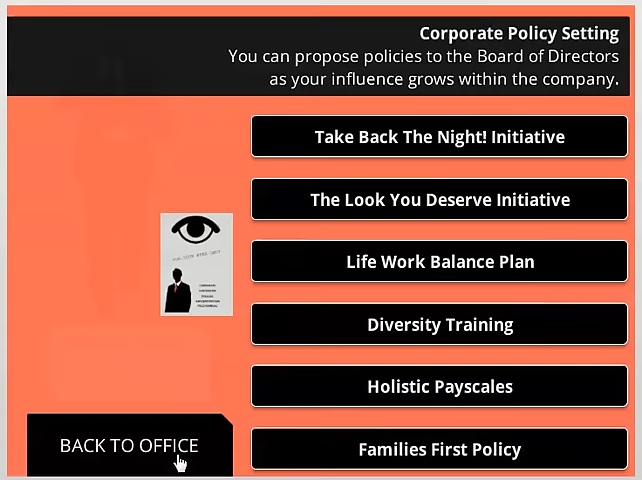 Corporate Policy Setting
You can propose policies to the Board of Directors
as your influence grows within the company.
Take Back The Night! Initiative
The Look You Deserve Initiative
Life Work Balance Plan
Diversity Training
Holistic Payscales
Families First Policy
BACK TO OFFICE